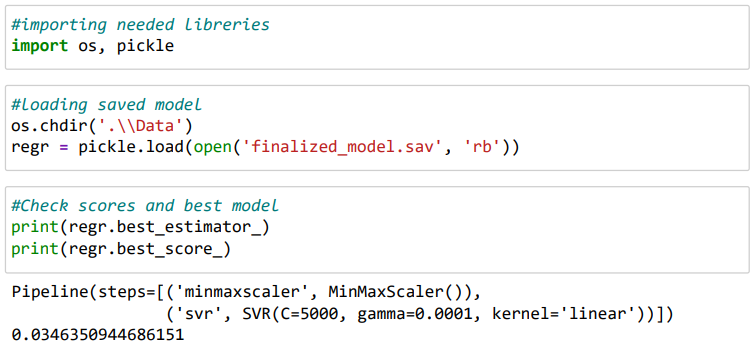 #importing needed Libreries
import os, pickle
#Loading saved model
os.chdir('.\\Data')
regr = pickle.load(open('finalized_model.sav', 'rb'))
#Check scores and best model
print(regr.best_estimator_)
print(regr.best_score_)
Pipeline(steps=[('minmaxscaler', MinMaxScaler()),
('svr', SVR(C=5000, gamma=0.0001, kernel='linear'))])
0.0346350944686151